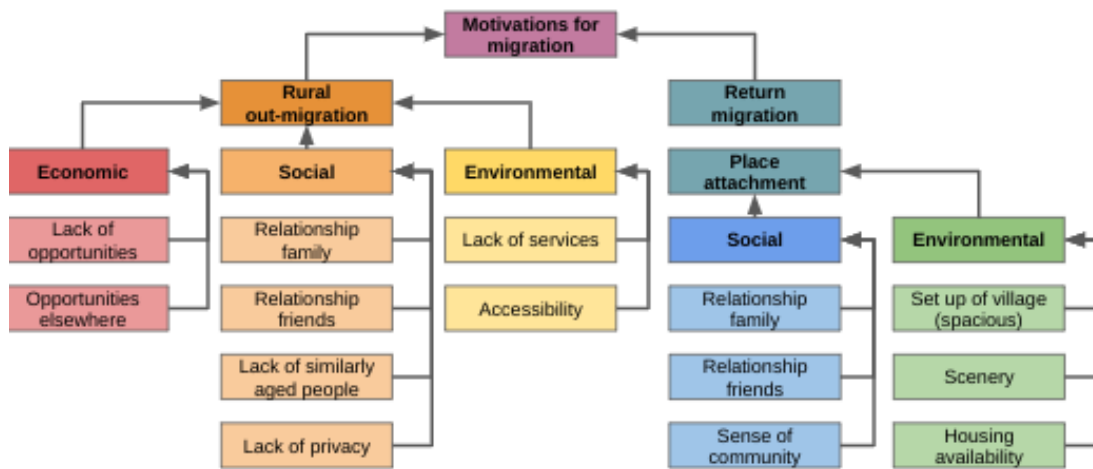 Motivations for
migration
Rural
out-migration
Return
migration
Economic
Social
Environmental
Place
attachment
Lack of
opportunities
Relationship
family
Lack of services
Social
Environmental
Opportunities
elsewhere
Relationship
friends
Accessibility
Relationship
family
Set up of village
(spacious)
Lack of similarly
aged people
Relationship
friends
Scenery
Lack of privacy
Sense of
community
Housing
availability